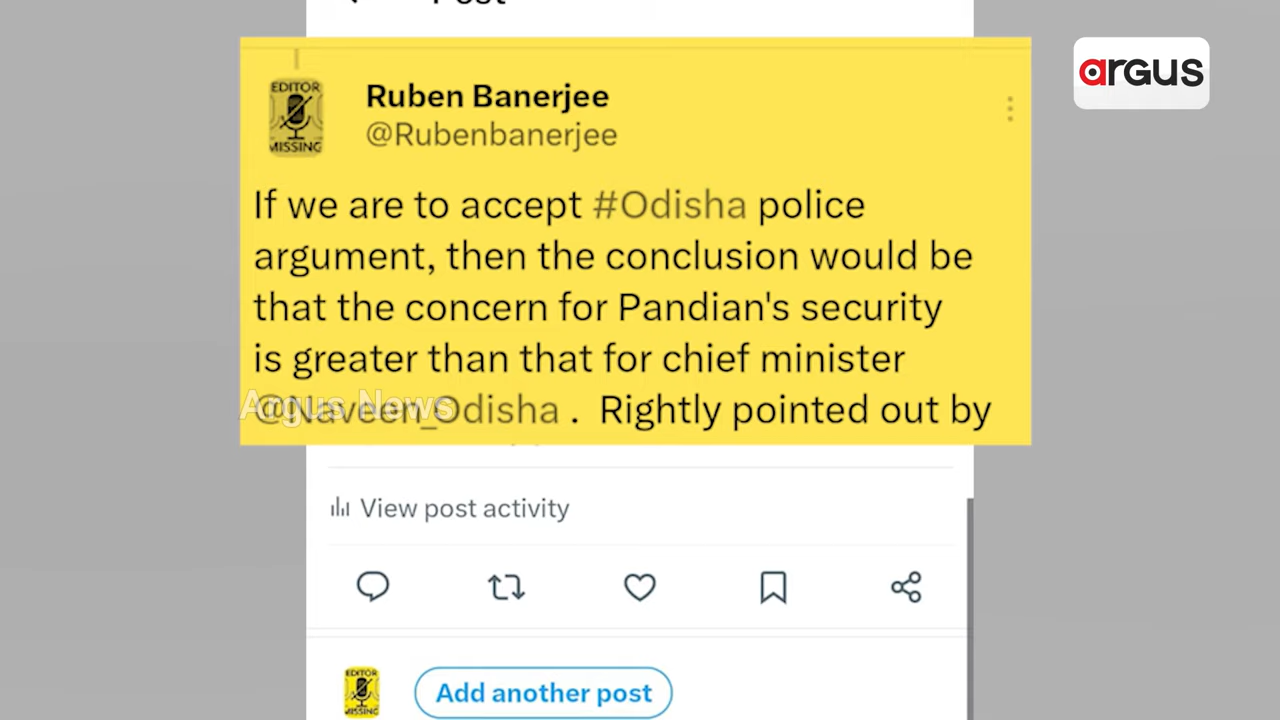 Post
argus
EDITOR
MISSING
Ruben Banerjee
@Rubenbanerjee
If we are to accept #Odisha police
argument, then the conclusion would be
that the concern for Pandian's security
is greater than that for chief minister
@Naveen_Odisha . Rightly pointed out by
Argus News
View post activity
EDITOR
MISSING
Add another post